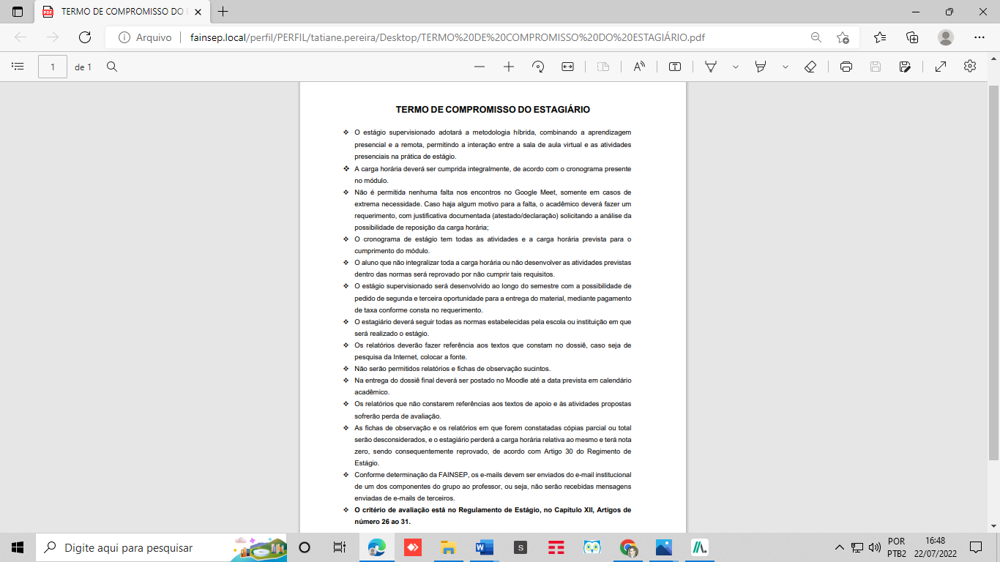 TERMO DE COMPROMISSO DO E
Arquivo
fainsep.local/perfil/PERFIL/tatiane.pereira/Desktop/TERMO%20DE%20COMPROMISSO%20DO%20ESTAGIÁRIO.pdf
1 de 1
TERMO DE COMPROMISSO DO ESTAGIÁRIO
❖ O estágio supervisionado adotará a metodologia híbrida, combinando a aprendizagem
presencial e a remota, permitindo a interação entre a sala de aula virtual e as atividades
presenciais na prática de estágio.
❖ A carga horária deverá ser cumprida integralmente, de acordo com o cronograma presente
no módulo.
❖ Não é permitida nenhuma falta nos encontros no Google Meet, somente em casos de
extrema necessidade. Caso haja algum motivo para a falta, o acadêmico deverá fazer um
requerimento, com justificativa documentada (atestado/declaração) solicitando a análise da
possibilidade de reposição da carga horária;
❖ O cronograma de estágio tem todas as atividades e a carga horária prevista para o
cumprimento do módulo.
❖ O aluno que não integralizar toda a carga horária ou não desenvolver as atividades previstas
dentro das normas será reprovado por não cumprir tais requisitos.
❖ O estágio supervisionado será desenvolvido ao longo do semestre com a possibilidade de
pedido de segunda e terceira oportunidade para a entrega do material, mediante pagamento
de taxa conforme consta no requerimento.
❖ O estagiário deverá seguir todas as normas estabelecidas pela escola ou instituição em que
será realizado o estágio.
❖ Os relatórios deverão fazer referência aos textos que constam no dossiê, caso seja de
pesquisa da Internet, colocar a fonte.
❖ Não serão permitidos relatórios e fichas de observação sucintos.
❖ Na entrega do dossiê final deverá ser postado no Moodle até a data prevista em calendário
acadêmico.
❖ Os relatórios que não constarem referências aos textos de apoio e às atividades propostas
sofrerão perda de avaliação.
❖ As fichas de observação e os relatórios em que forem constatadas cópias parcial ou total
serão desconsiderados, e o estagiário perderá a carga horária relativa ao mesmo e terá nota
zero, sendo consequentemente reprovado, de acordo com Artigo 30 do Regimento de
Estágio.
❖ Conforme determinação da FAINSEP, os e-mails devem ser enviados do e-mail institucional
de um dos componentes do grupo ao professor, ou seja, não serão recebidas mensagens
enviadas de e-mails de terceiros.
❖ O critério de avaliação está no Regulamento de Estágio, no Capítulo XII, Artigos de
número 26 ao 31.
Digite aqui para pesquisar
POR
PTB2
16:48
22/07/2022